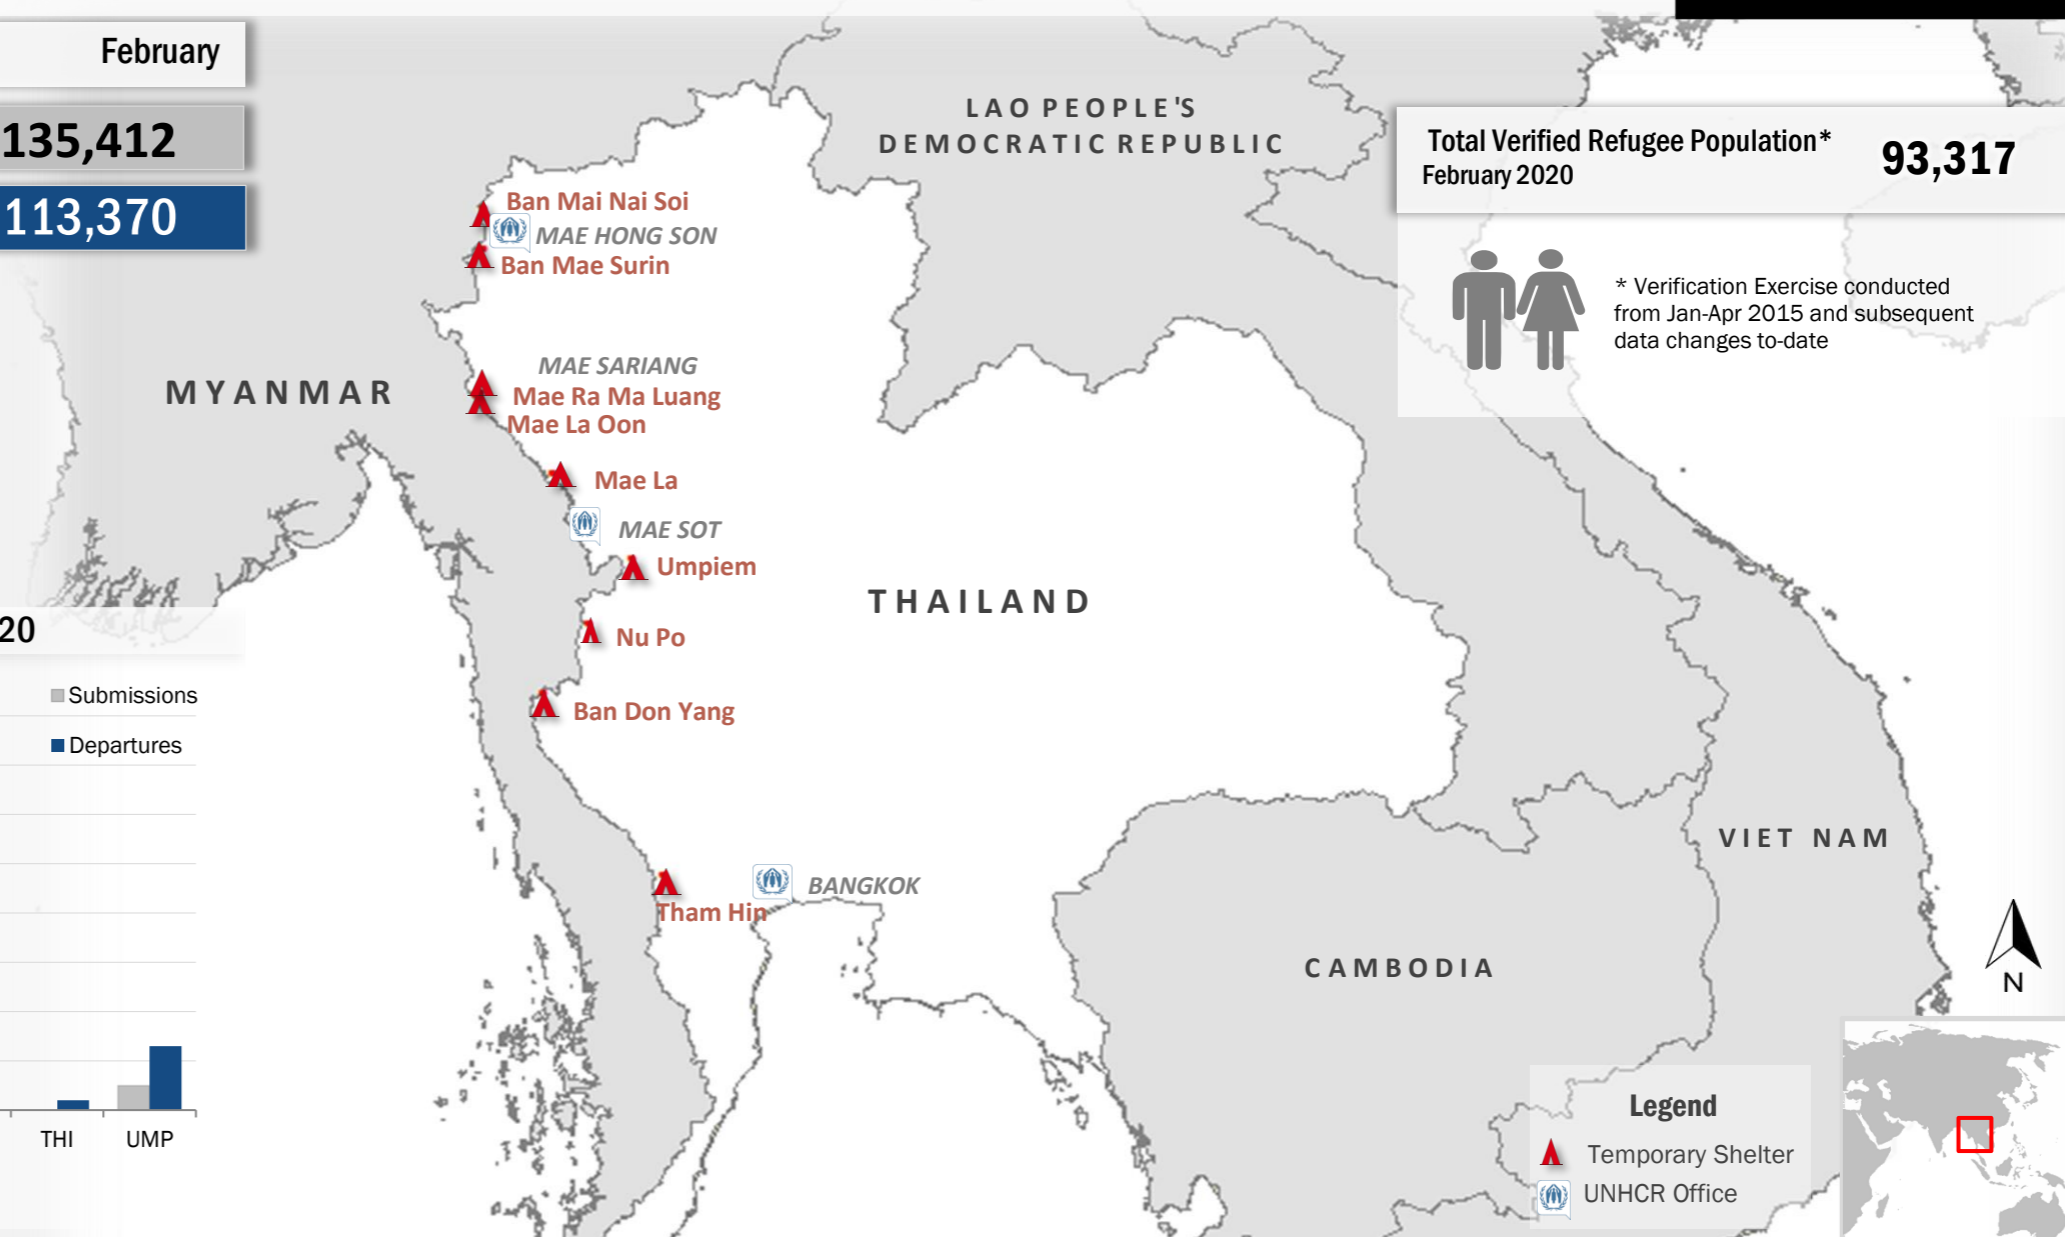 February
135,412
113,370
LAO PEOPLE'S
DEMOCRATIC REPUBLIC
Total Verified Refugee Population*
February 2020
93,317
* Verification Exercise conducted
from Jan-Apr 2015 and subsequent
data changes to-date
Ban Mai Nai Soi
MAE HONG SON
Ban Mae Surin
MYANMAR
MAE SARIANG
Mae Ra Ma Luang
Mae La Oon
Mae La
MAE SOT
Umpiem
THAILAND
Nu Po
Ban Don Yang
20
Submissions
Departures
VIET NAM
BANGKOK
Tham Hin
CAMBODIA
N
THI
UMP
Legend
Temporary Shelter
UNHCR Office